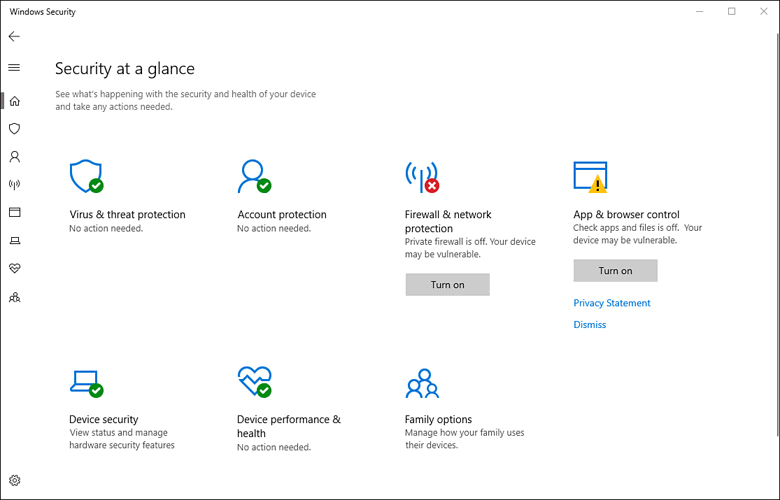 Windows Security
Security at a glance
See what's happening with the security and health of your device
and take any actions needed.
Virus & threat protection
No action needed.
Account protection
No action needed.
Firewall & network
protection
Private firewall is off. Your device
may be vulnerable.
Turn on
App & browser control
Check apps and files is off. Your
device may be vulnerable.
Turn on
Privacy Statement
Dismiss
Device security
View status and manage
hardware security features
Device performance &
health
No action needed.
Family options
Manage how your family uses
their devices.